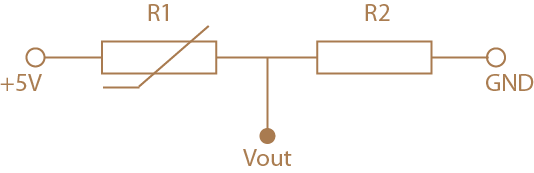 R1
R2
+5V
GND
Vout